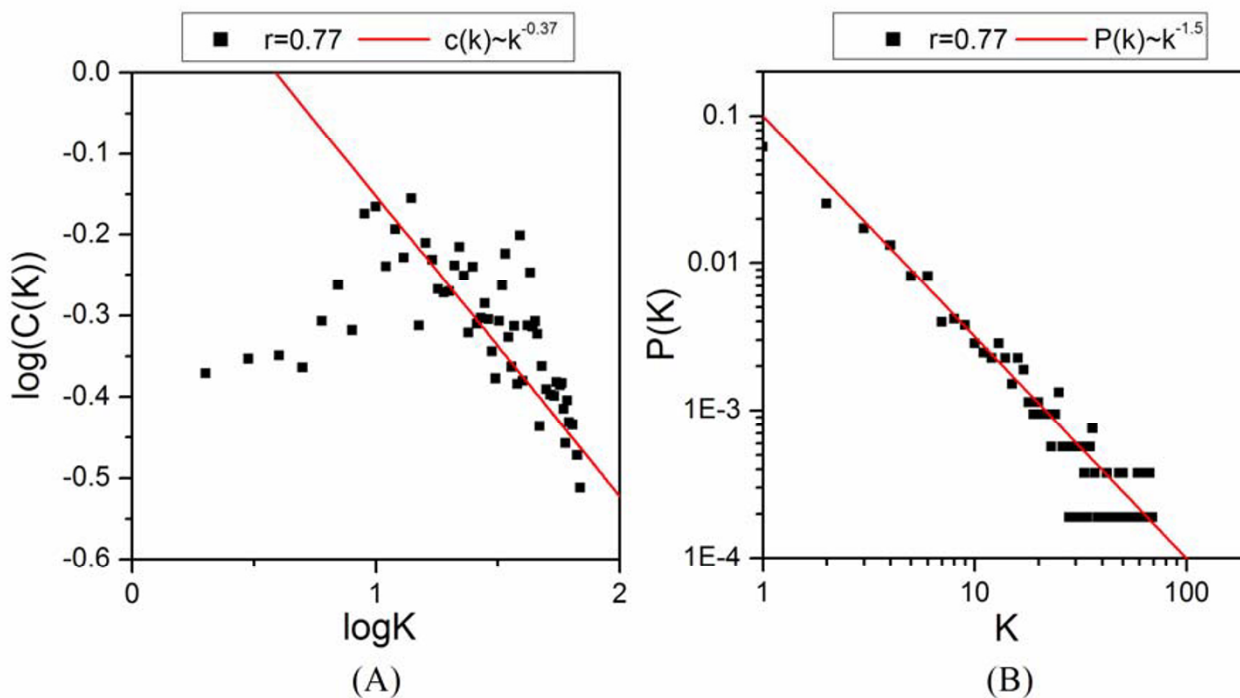 r=0.77 c(k)~k^-0.37
0.0
-0.1
-0.2
-0.3
-0.4
-0.5
-0.6
log(C(K))
0 1 2
logK
(A)
r=0.77 P(k)~k^-1.5
0.1
0.01
1E-3
1E-4
P(K)
1 10 100
K
(B)